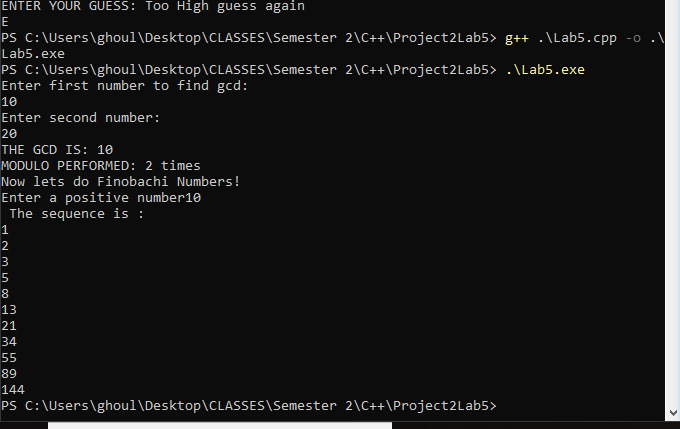 ENTER YOUR GUESS: Too High guess again
E
PS C:\Users\ghoul\Desktop\CLASSES\Semester 2\C++\Project2Lab5> g++ .\Lab5.cpp -o .\
Lab5.exe
PS C:\Users\ghoul\Desktop\CLASSES\Semester 2\C++\Project2Lab5> .\Lab5.exe
Enter first number to find gcd:
10
Enter second number:
20
THE GCD IS: 10
MODULO PERFORMED: 2 times
Now lets do Finobachi Numbers!
Enter a positive number10
 The sequence is :
1
2
3
5
8
13
21
34
55
89
144
PS C:\Users\ghoul\Desktop\CLASSES\Semester 2\C++\Project2Lab5>